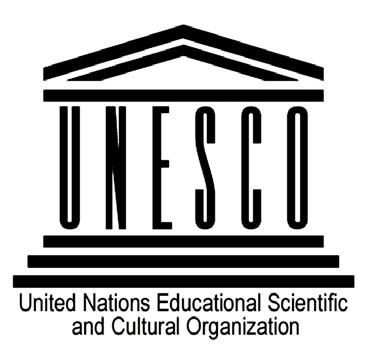 UNESCO
United Nations Educational Scientific
and Cultural Organization